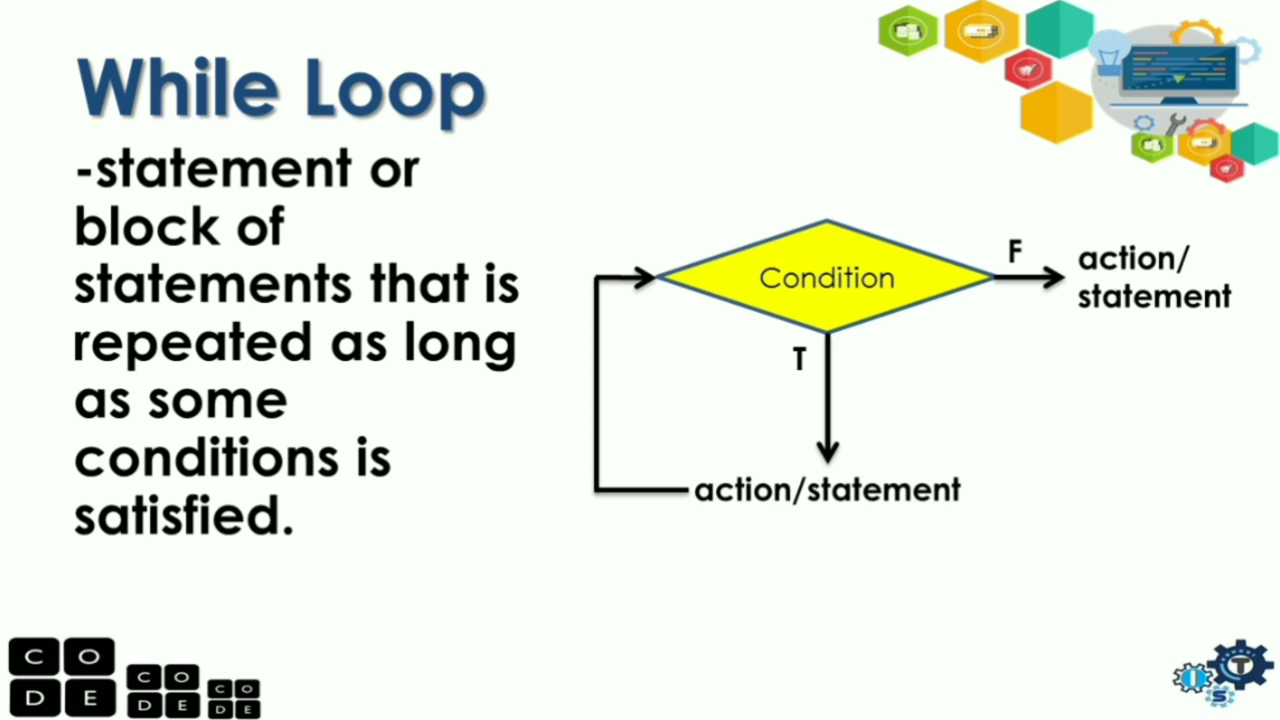 While Loop
-statement or
block of
statements that is
repeated as long
as some
conditions is
satisfied.
Condition
F
action/
statement
T
action/statement
C O
D E
C O
D E
C O
D E
I T
S